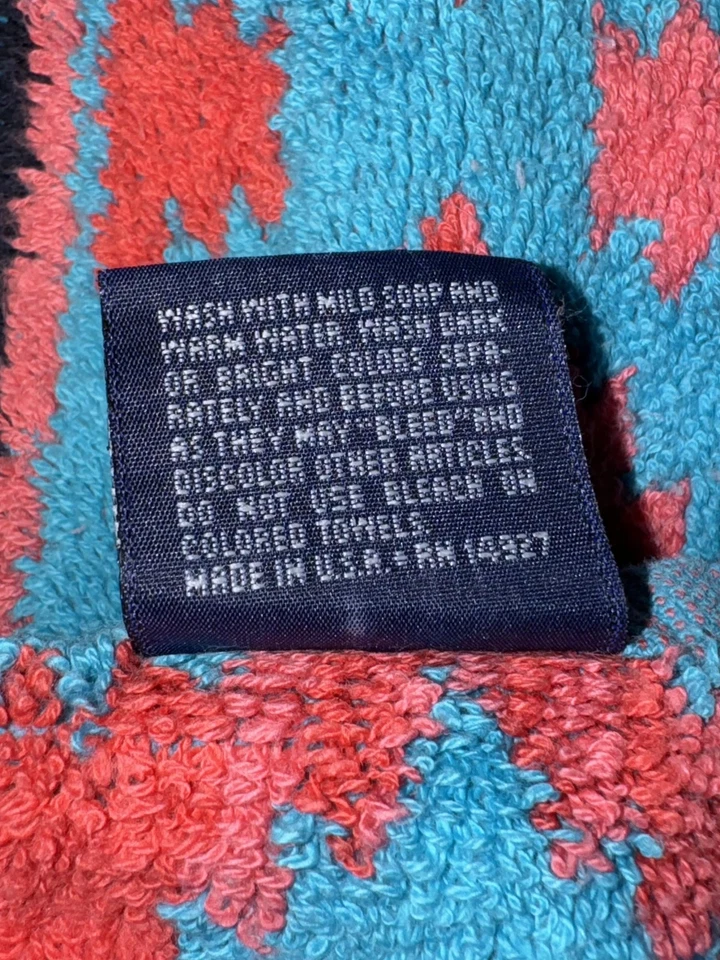 WASH WITH MILD SOAP AND
WARM WATER. WASH DARK
OR BRIGHT COLORS SEPA-
RATELY AND BEFORE USING
AS THEY MAY "BLEED" AND
DISCOLOR OTHER ARTICLES
DO NOT USE BLEACH ON
COLORED TOWELS.
MADE IN U.S.A. • RN